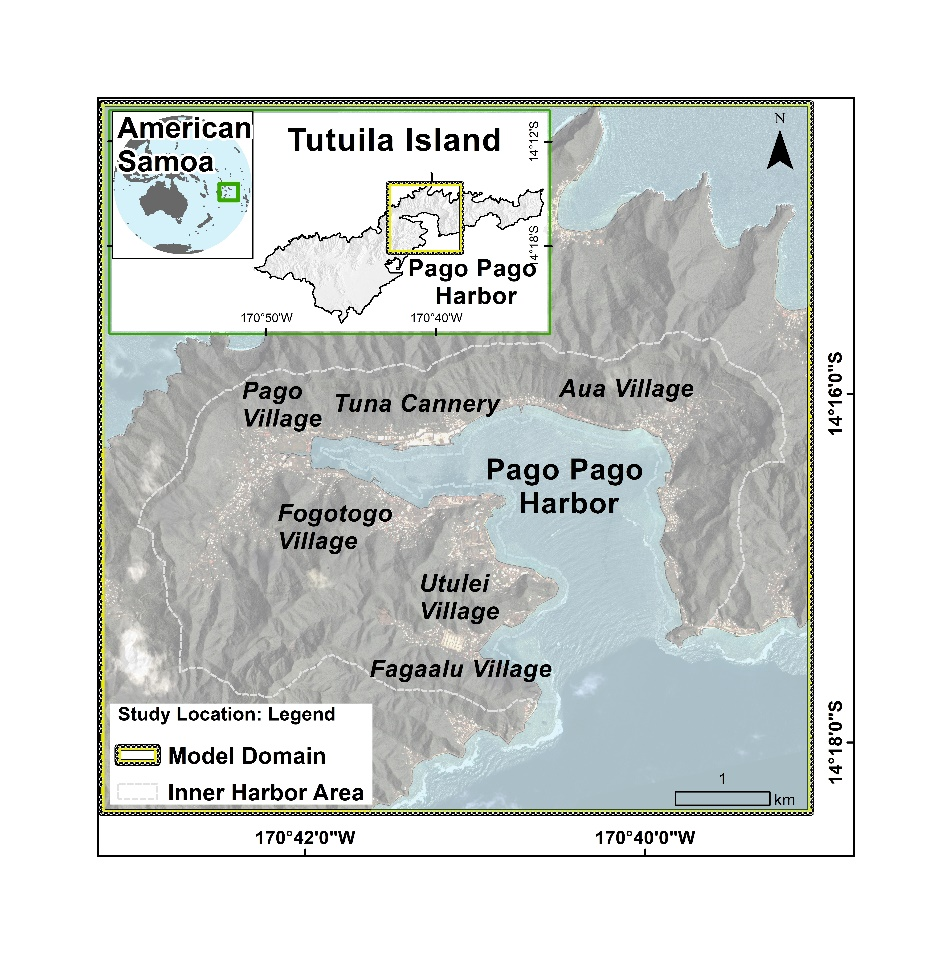 American
Samoa
Tutuila Island
14°12'S
14°18'S
Pago Pago
Harbor
170°50'W
170°40'W
N
Pago
Village
Tuna Cannery
Aua Village
Pago Pago
Harbor
Fogotogo
Village
Utulei
Village
Fagaalu Village
Study Location: Legend
Model Domain
Inner Harbor Area
1
km
14°16'0"S
14°18'0"S
170°42'0"W
170°40'0"W